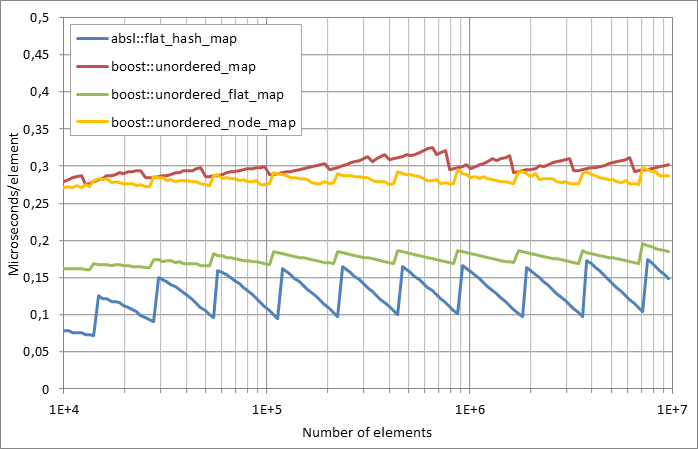 0,5
0,45
0,4
0,35
0,3
0,25
0,2
0,15
0,1
0,05
0
Microseconds/element
absl::flat_hash_map
boost::unordered_map
boost::unordered_flat_map
boost::unordered_node_map
1E+4 1E+5 1E+6 1E+7
Number of elements